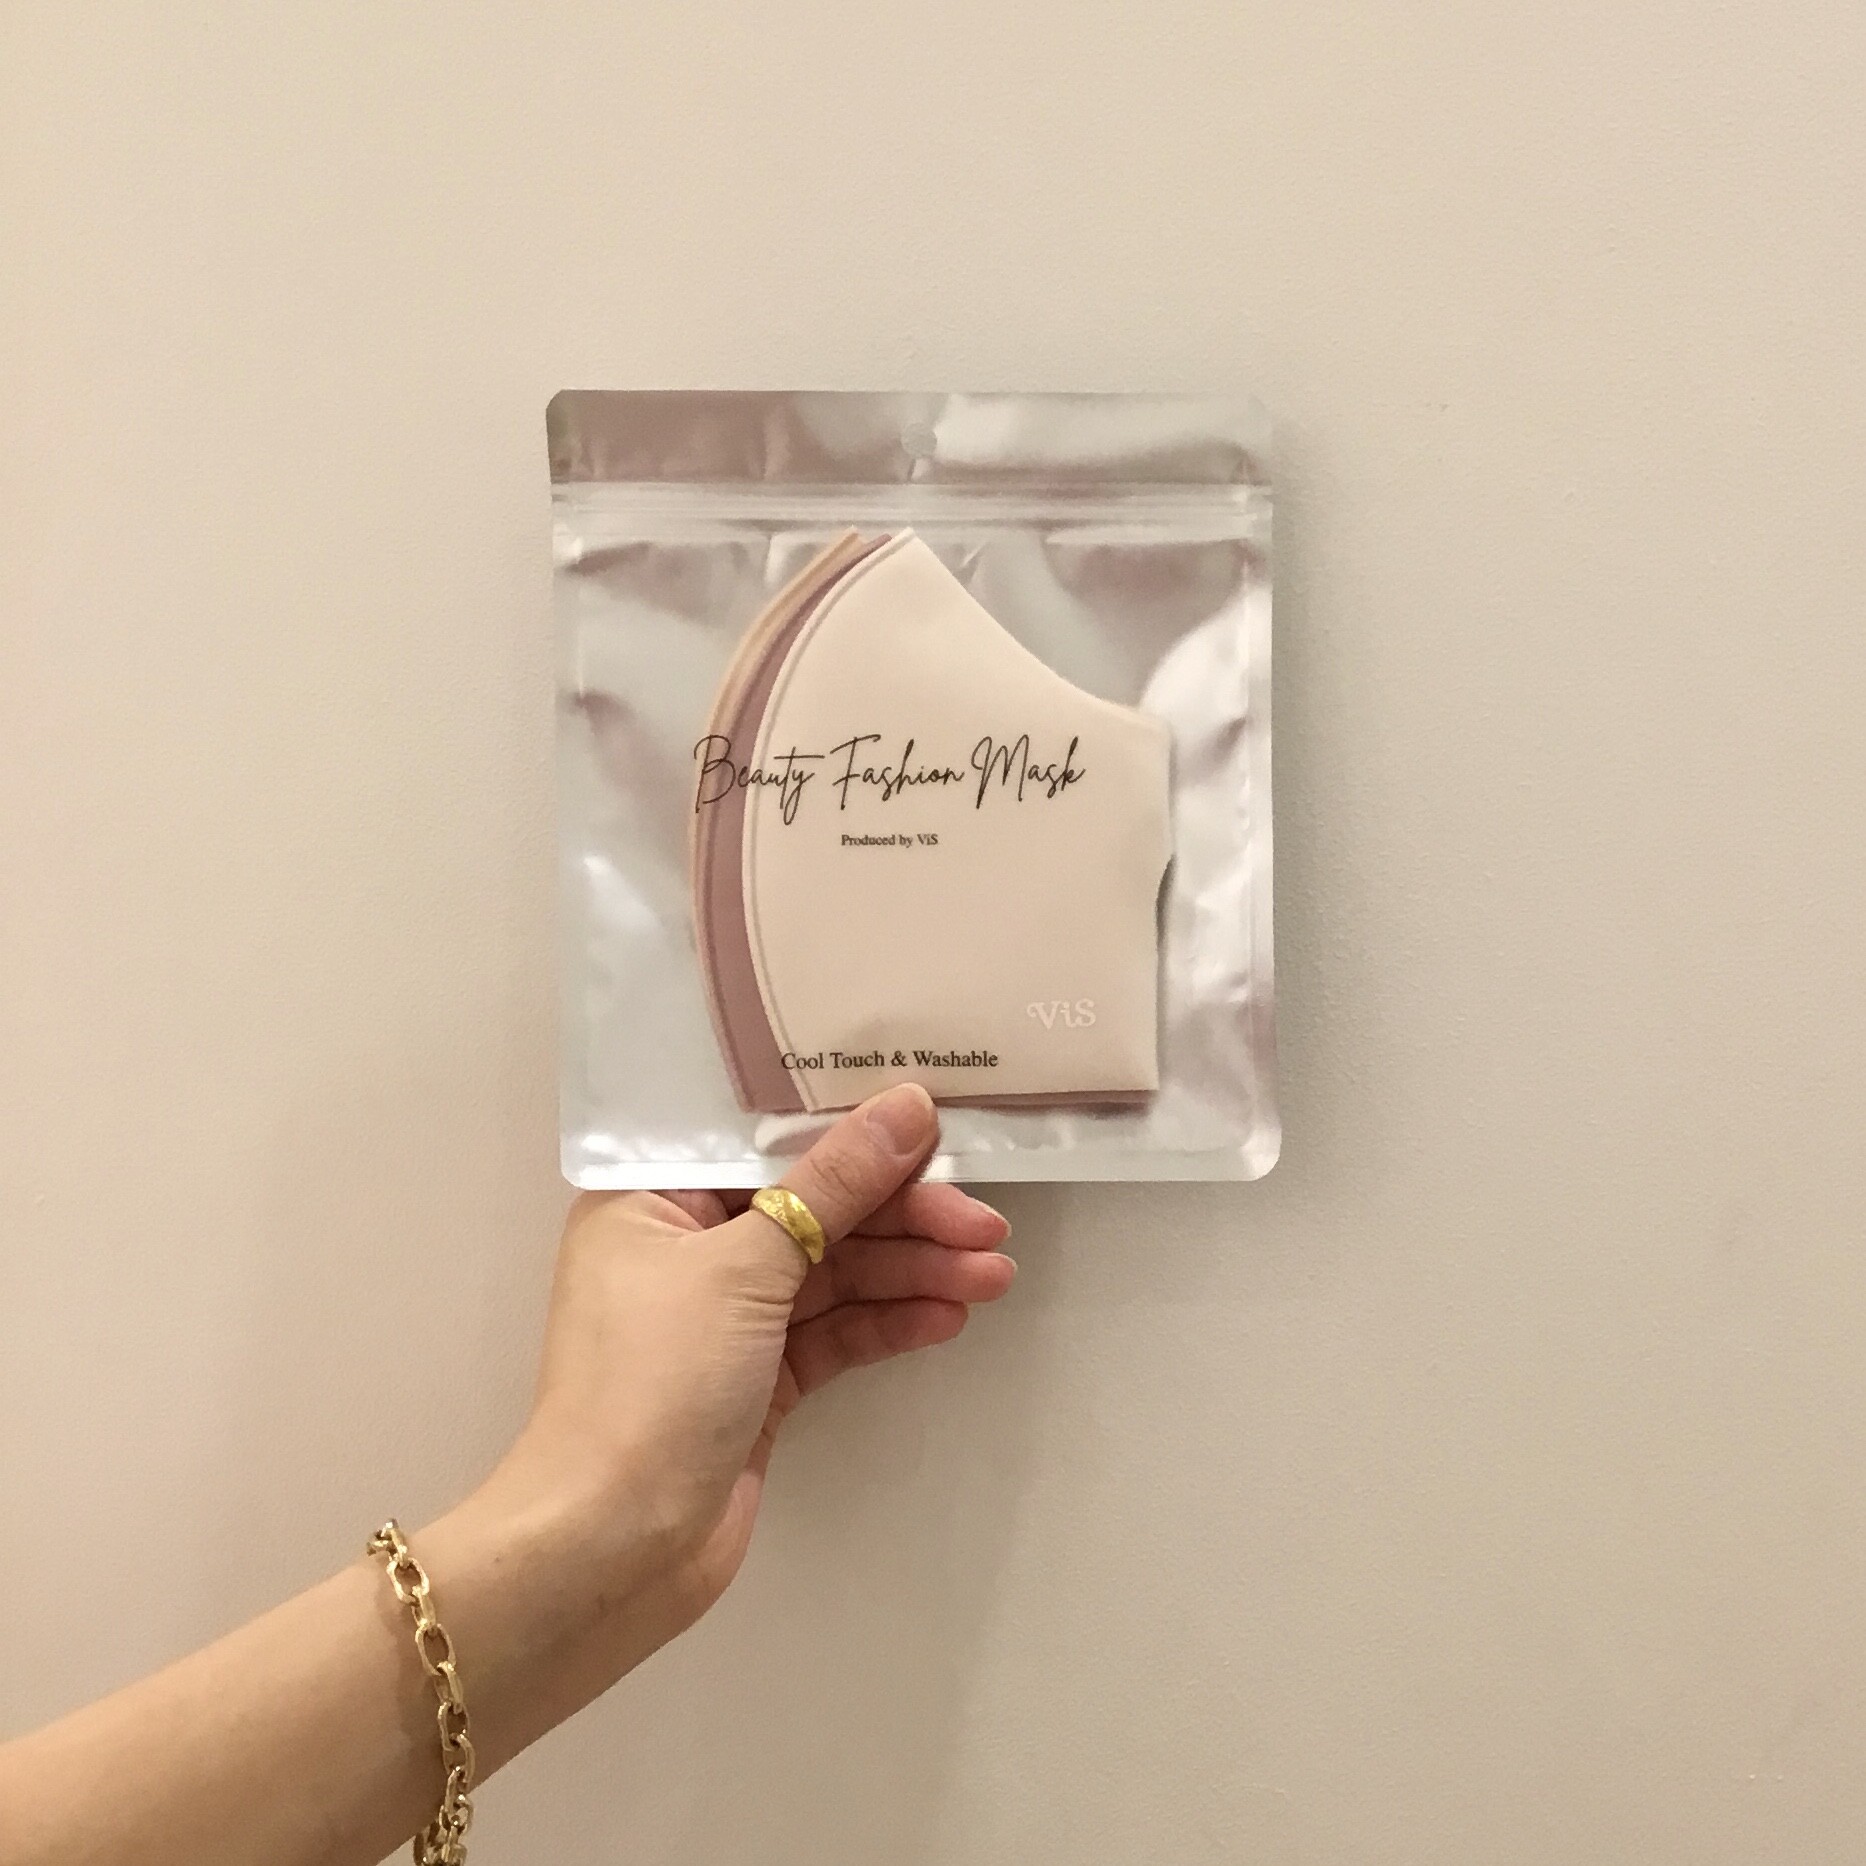 Beauty Fashion Mask
Produced by ViS
ViS
Cool Touch & Washable